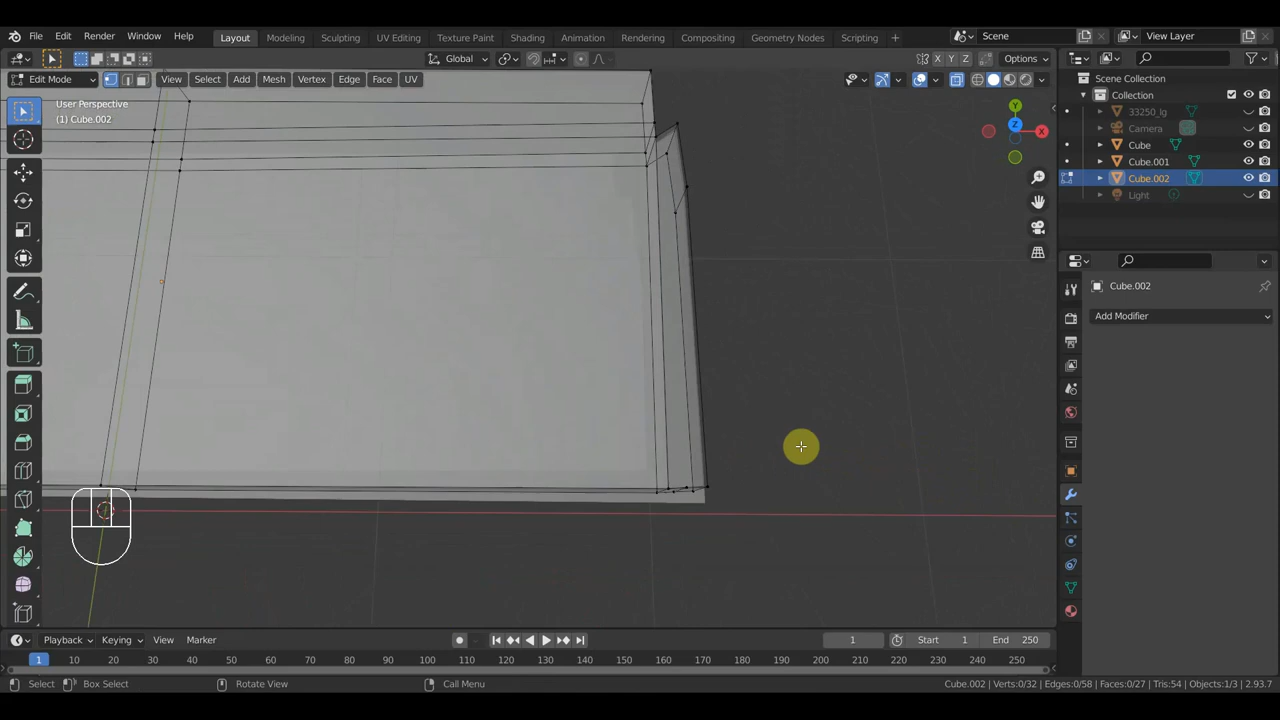 File Edit Render Window Help Layout Modeling Sculpting UV Editing Texture Paint Shading Animation Rendering Compositing Geometry Nodes Scripting + Scene View Layer
Global X Y Z Options
Edit Mode View Select Add Mesh Vertex Edge Face UV
User Perspective
(1) Cube.002
Y
Z
X
Scene Collection
Collection
33250_lg
Camera
Cube
Cube.001
Cube.002
Light
Cube.002
Add Modifier
Playback Keying View Marker 1 Start 1 End 250
1 10 20 30 40 50 60 70 80 90 100 110 120 130 140 150 160 170 180 190 200 210 220 230 240 250
Select Box Select Rotate View Call Menu Cube.002 | Verts:0/32 | Edges:0/58 | Faces:0/27 | Tris:54 | Objects:1/3 | 2.93.7